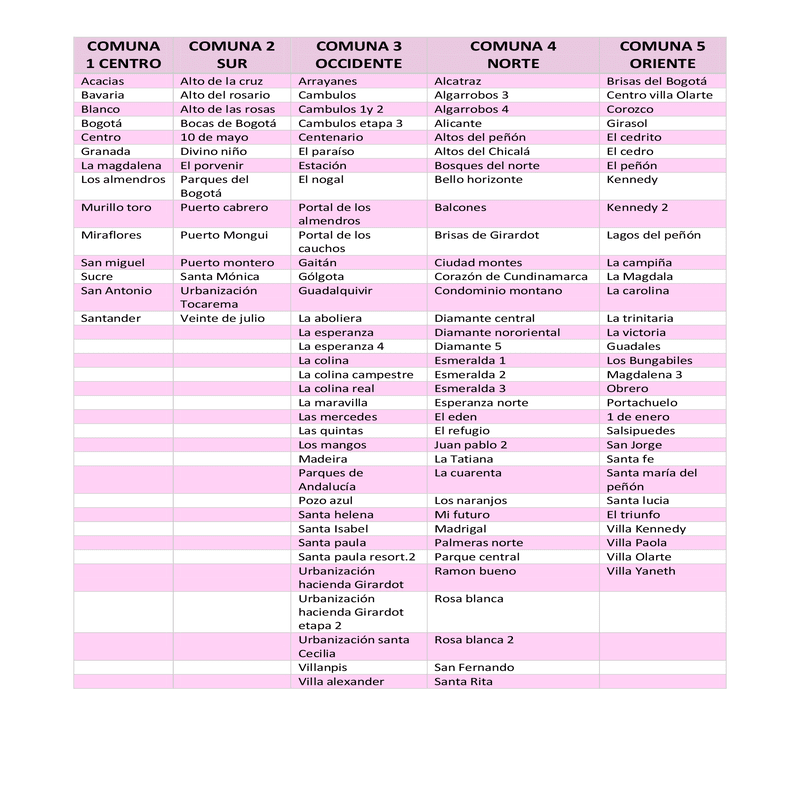 COMUNA 1 CENTRO | COMUNA 2 SUR | COMUNA 3 OCCIDENTE | COMUNA 4 NORTE | COMUNA 5 ORIENTE
Acacias | Alto de la cruz | Arrayanes | Alcatraz | Brisas del Bogotá
Bavaria | Alto del rosario | Cambulos | Algarrobos 3 | Centro villa Olarte
Blanco | Alto de las rosas | Cambulos 1y 2 | Algarrobos 4 | Corozco
Bogotá | Bocas de Bogotá | Cambulos etapa 3 | Alicante | Girasol
Centro | 10 de mayo | Centenario | Altos del peñón | El cedrito
Granada | Divino niño | El paraíso | Altos del Chicalá | El cedro
La magdalena | El porvenir | Estación | Bosques del norte | El peñón
Los almendros | Parques del Bogotá | El nogal | Bello horizonte | Kennedy
Murillo toro | Puerto cabrero | Portal de los almendros | Balcones | Kennedy 2
Miraflores | Puerto Mongui | Portal de los cauchos | Brisas de Girardot | Lagos del peñón
San miguel | Puerto montero | Gaitán | Ciudad montes | La campiña
Sucre | Santa Mónica | Gólgota | Corazón de Cundinamarca | La Magdala
San Antonio | Urbanización Tocarema | Guadalquivir | Condominio montano | La carolina
Santander | Veinte de julio | La aboliera | Diamante central | La trinitaria
La esperanza | Diamante nororiental | La victoria
La esperanza 4 | Diamante 5 | Guadales
La colina | Esmeralda 1 | Los Bungabiles
La colina campestre | Esmeralda 2 | Magdalena 3
La colina real | Esmeralda 3 | Obrero
La maravilla | Esperanza norte | Portachuelo
Las mercedes | El eden | 1 de enero
Las quintas | El refugio | Salsipuedes
Los mangos | Juan pablo 2 | San Jorge
Madeira | La Tatiana | Santa fe
Parques de Andalucía | La cuarenta | Santa maría del peñón
Pozo azul | Los naranjos | Santa lucia
Santa helena | Mi futuro | El triunfo
Santa Isabel | Madrigal | Villa Kennedy
Santa paula | Palmeras norte | Villa Paola
Santa paula resort.2 | Parque central | Villa Olarte
Urbanización hacienda Girardot | Ramon bueno | Villa Yaneth
Urbanización hacienda Girardot etapa 2 | Rosa blanca
Urbanización santa Cecilia | Rosa blanca 2
Villanpis | San Fernando
Villa alexander | Santa Rita